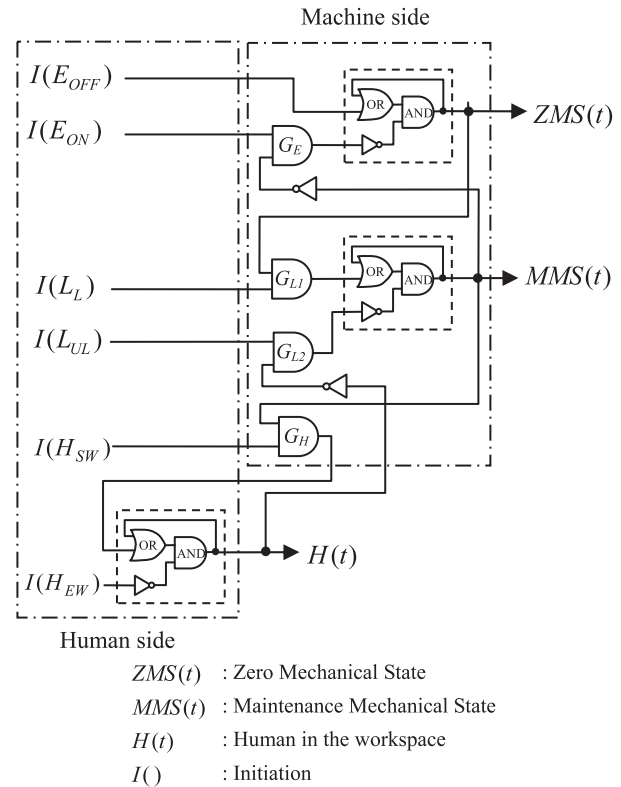 Machine side
I(E_OFF)
OR
AND
ZMS(t)
I(E_ON)
G_E
I(L_L)
G_L1
OR
AND
MMS(t)
I(L_UL)
G_L2
I(H_SW)
G_H
OR
AND
H(t)
I(H_EW)
Human side
ZMS(t) : Zero Mechanical State
MMS(t) : Maintenance Mechanical State
H(t) : Human in the workspace
I( ) : Initiation